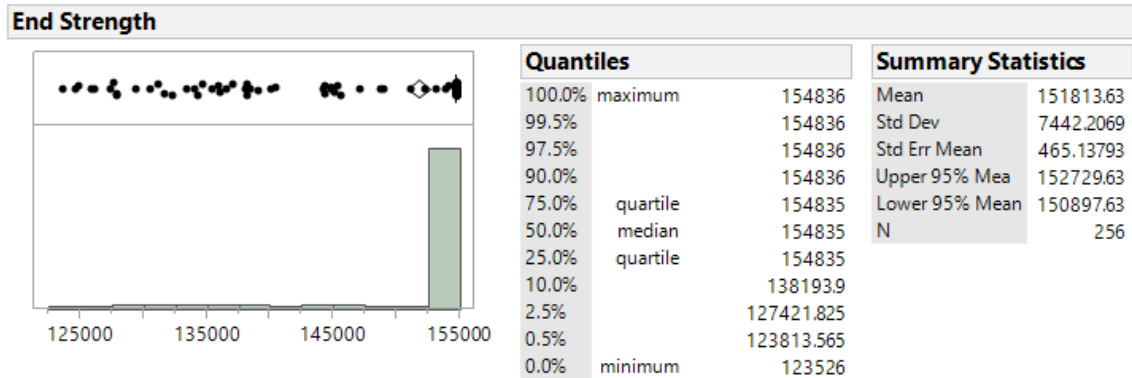 End Strength
125000 135000 145000 155000
Quantiles
100.0% maximum 154836
99.5% 154836
97.5% 154836
90.0% 154836
75.0% quartile 154835
50.0% median 154835
25.0% quartile 154835
10.0% 138193.9
2.5% 127421.825
0.5% 123813.565
0.0% minimum 123526
Summary Statistics
Mean 151813.63
Std Dev 7442.2069
Std Err Mean 465.13793
Upper 95% Mea 152729.63
Lower 95% Mean 150897.63
N 256